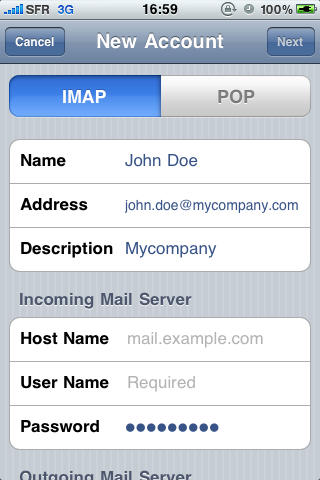 SFR 3G 16:59 100%
Cancel New Account Next
IMAP POP
Name John Doe
Address john.doe@mycompany.com
Description Mycompany
Incoming Mail Server
Host Name mail.example.com
User Name Required
Password ●●●●●●●●●
Outgoing Mail Server